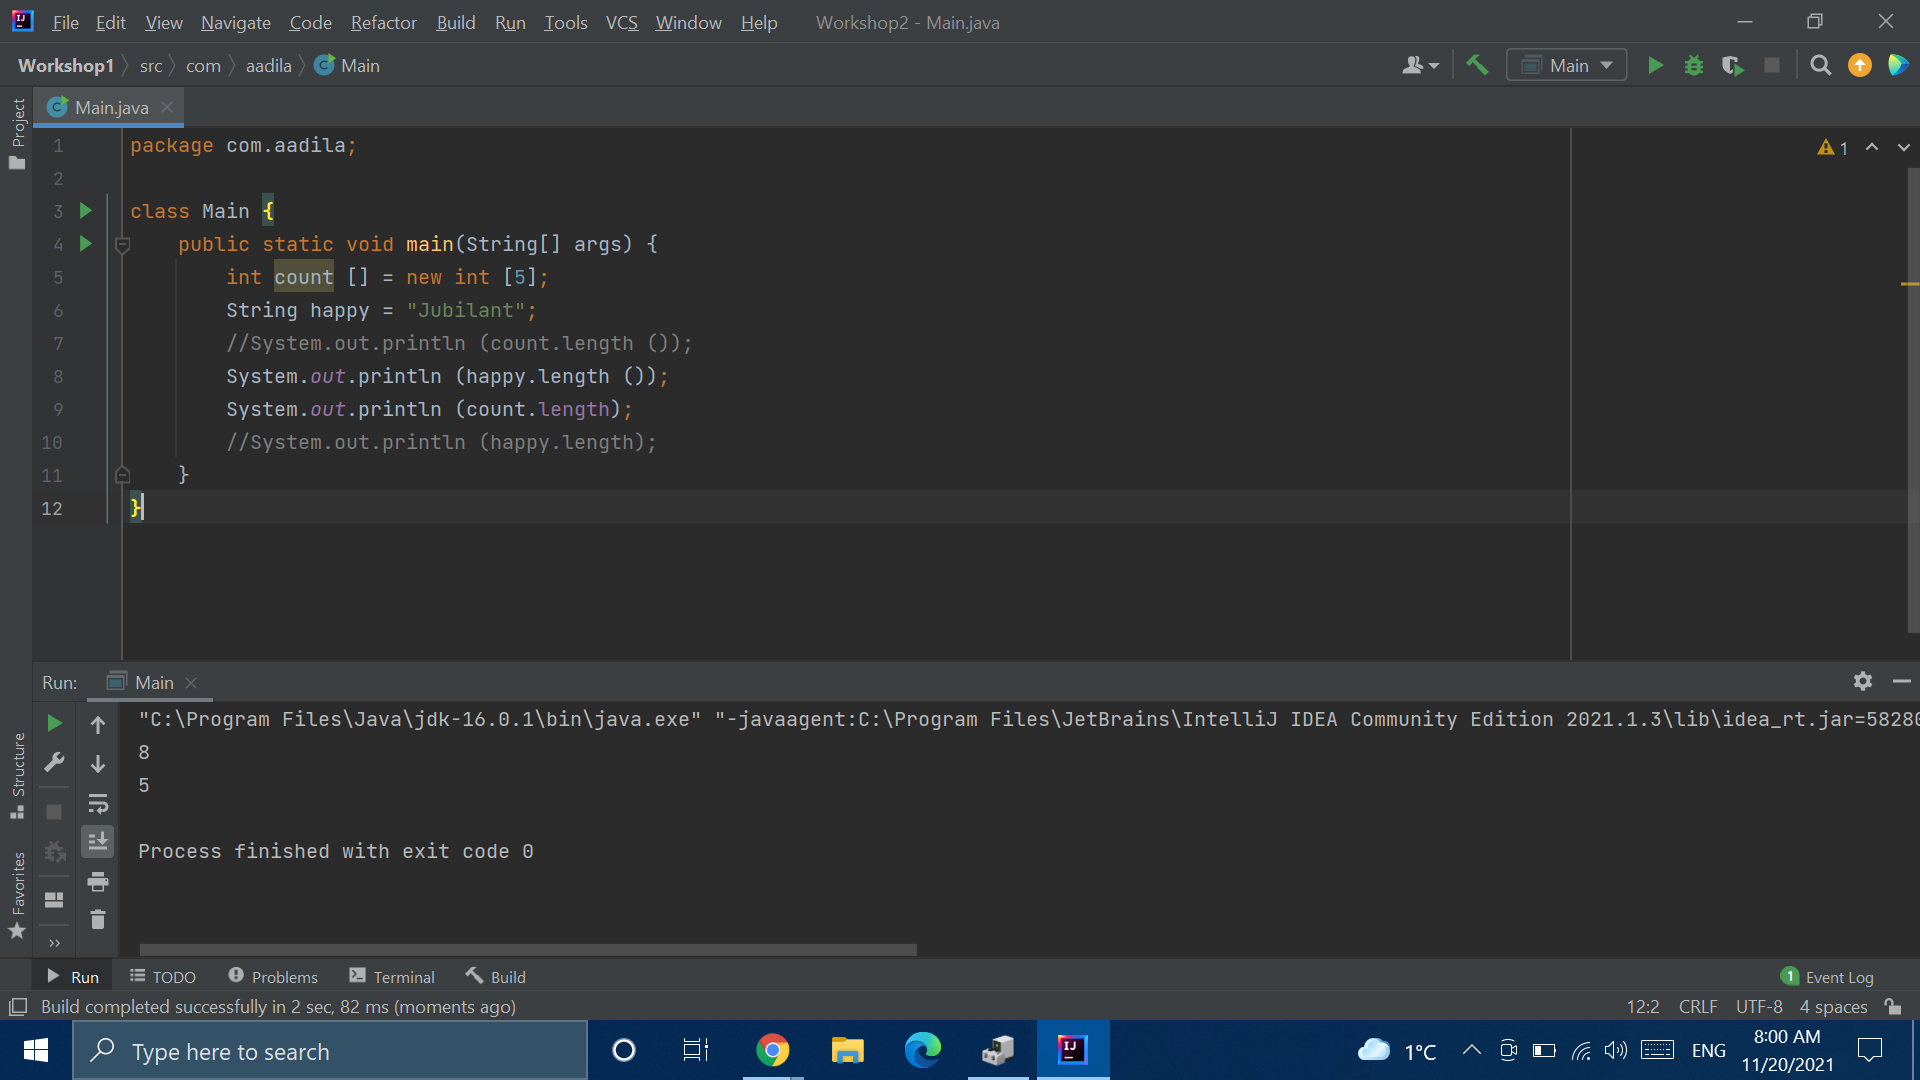 File Edit View Navigate Code Refactor Build Run Tools VCS Window Help Workshop2 - Main.java
Workshop1 src com aadila Main
Main
Main.java
Project
1 package com.aadila;
2
3 class Main {
4 public static void main(String[] args) {
5 int count [] = new int [5];
6 String happy = "Jubilant";
7 //System.out.println (count.length ());
8 System.out.println (happy.length ());
9 System.out.println (count.length);
10 //System.out.println (happy.length);
11 }
12 }
1
Run: Main
"C:\Program Files\Java\jdk-16.0.1\bin\java.exe" "-javaagent:C:\Program Files\JetBrains\IntelliJ IDEA Community Edition 2021.1.3\lib\idea_rt.jar=58280
8
5
Process finished with exit code 0
Structure
Favorites
Run TODO Problems Terminal Build
1 Event Log
Build completed successfully in 2 sec, 82 ms (moments ago)
12:2 CRLF UTF-8 4 spaces
Type here to search
1°C
ENG
8:00 AM
11/20/2021